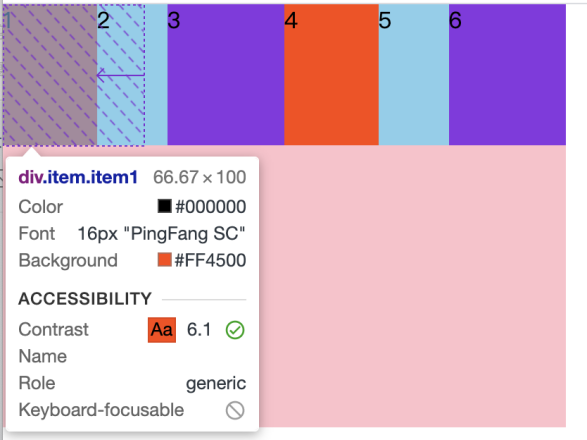 1 2 3 4 5 6
div.item.item1 66.67 × 100
Color #000000
Font 16px "PingFang SC"
Background #FF4500
ACCESSIBILITY
Contrast Aa 6.1
Name
Role generic
Keyboard-focusable